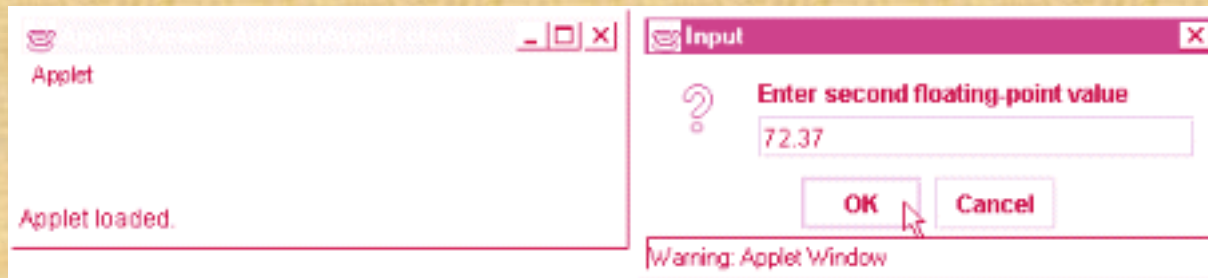 Applet
Applet loaded.
Input
Enter second floating-point value
72.37
OK Cancel
Warning: Applet Window